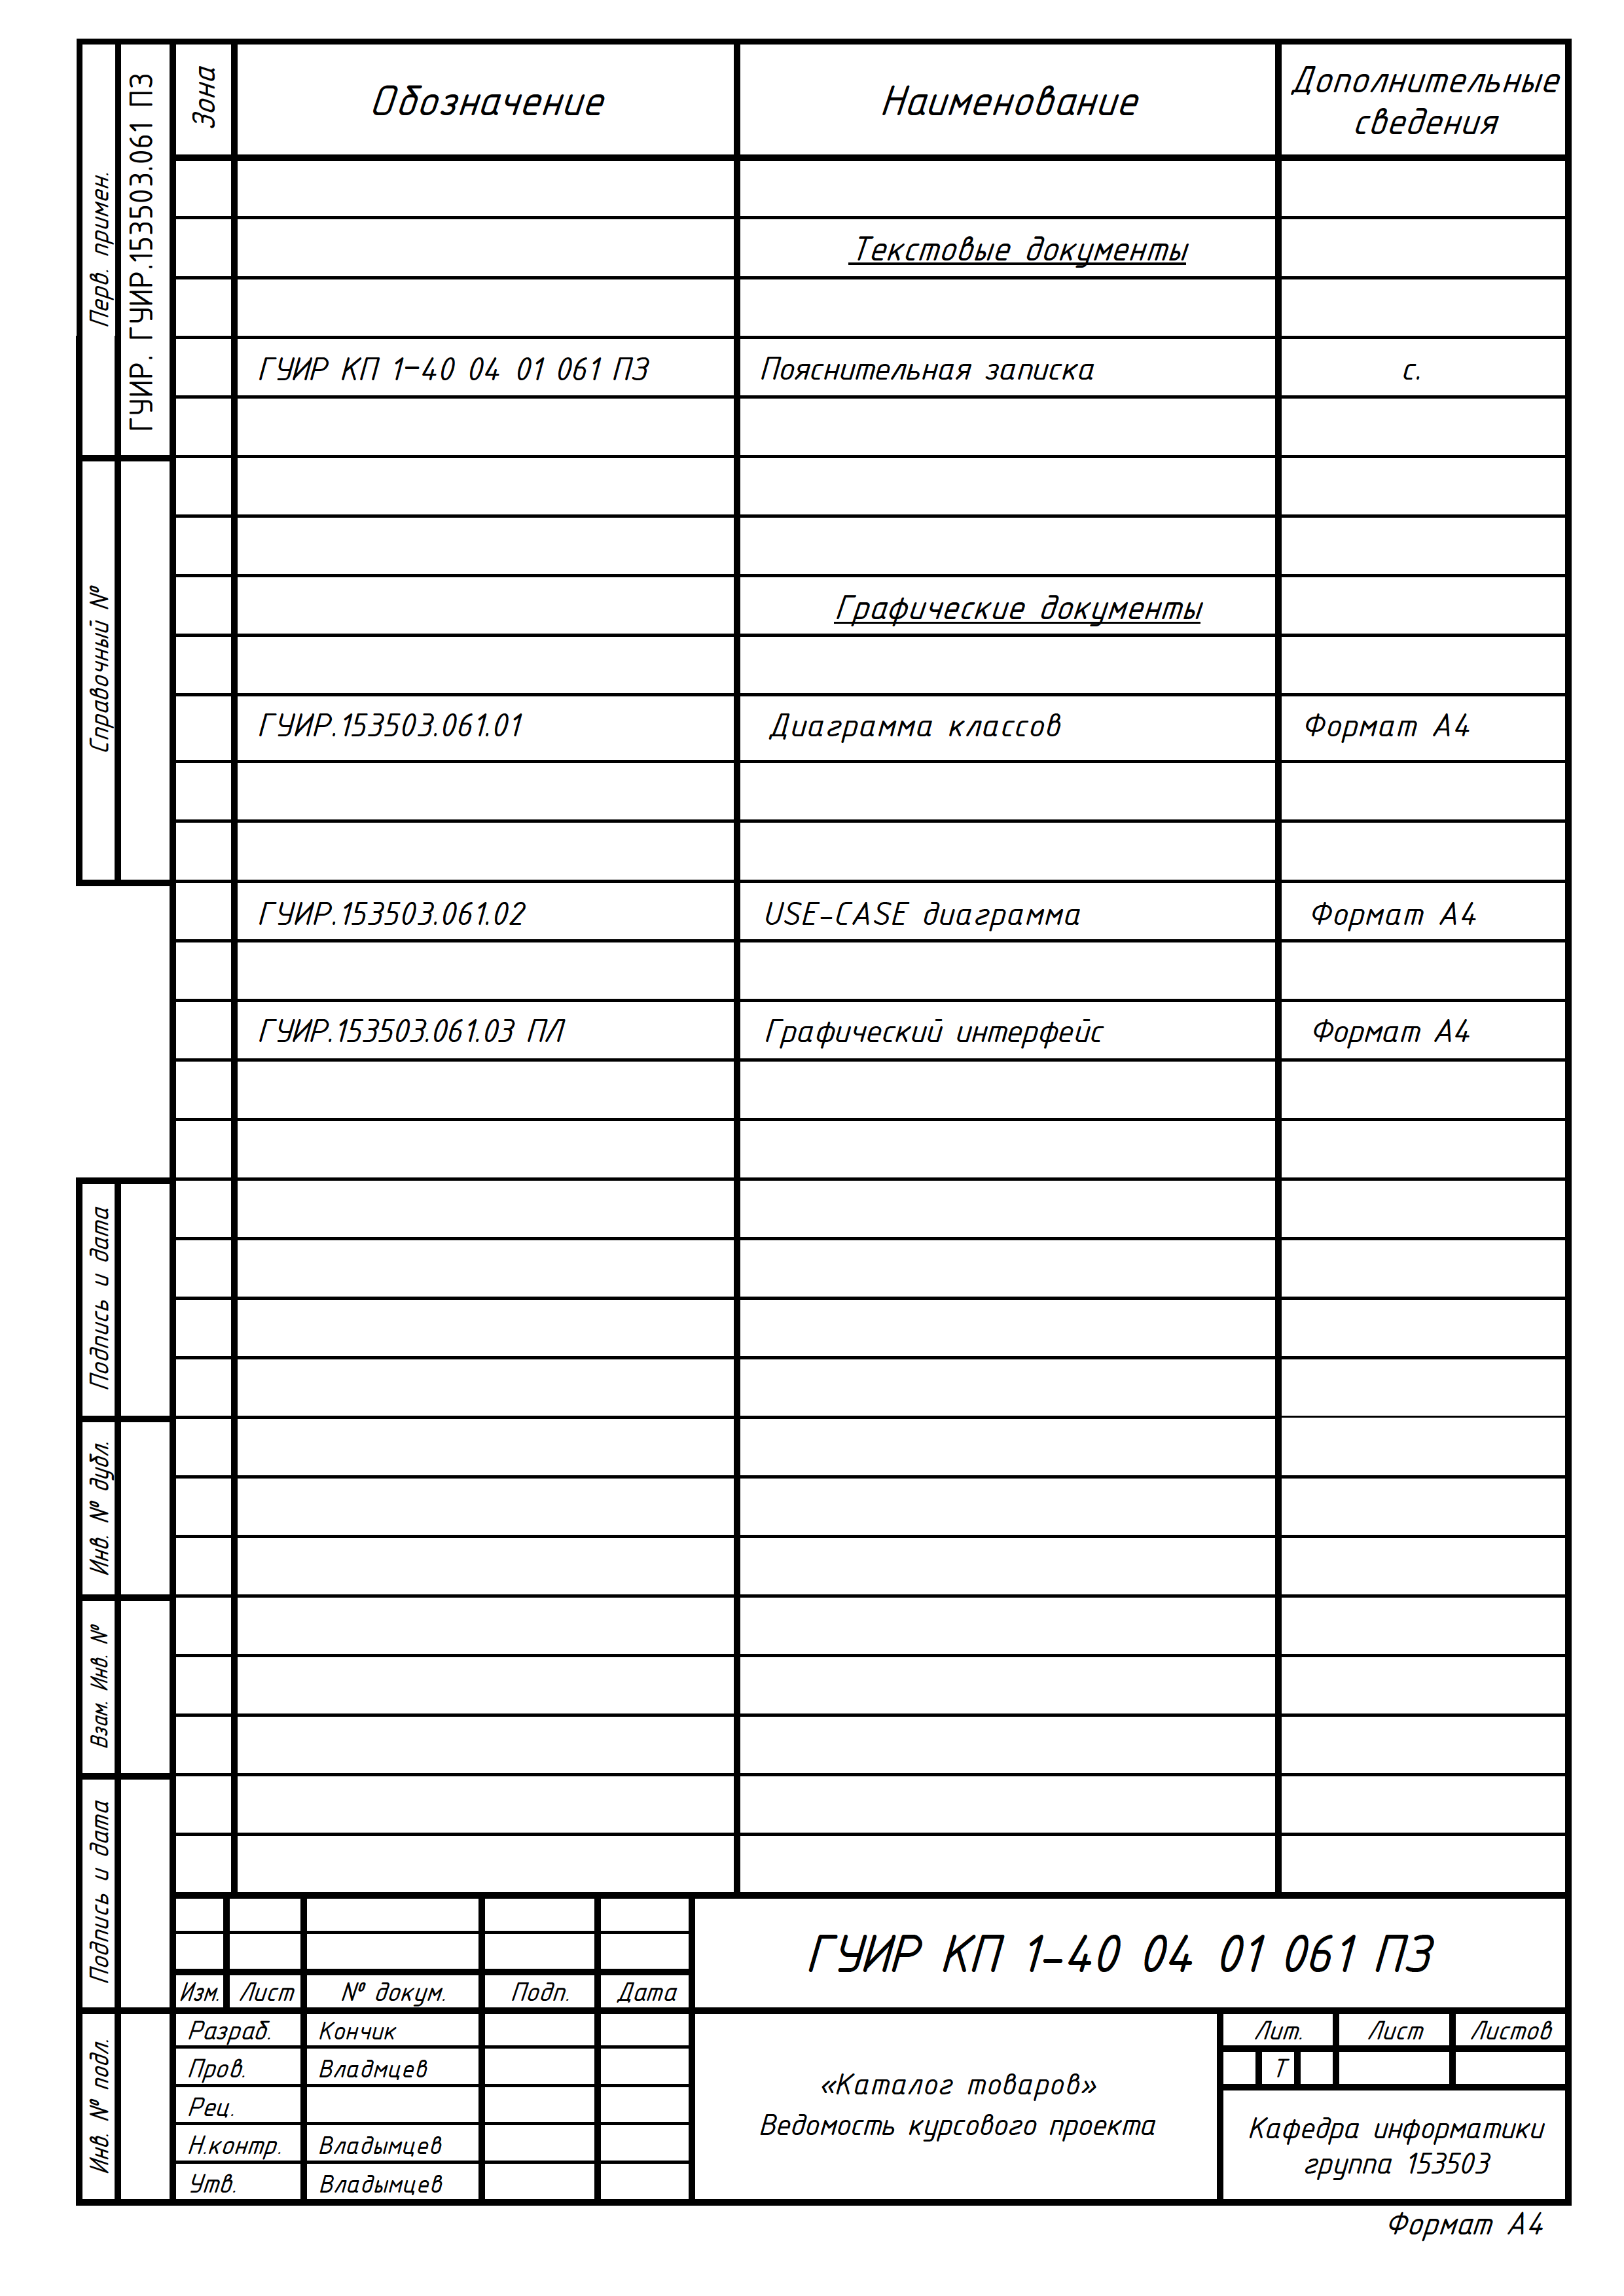 Перв. примен.
ГУИР. ГУИР.153503.061 ПЗ
Справочный №
Подпись и дата
Инв. № дубл.
Взам. Инв. №
Подпись и дата
Инв. № подл.
Зона
Обозначение
Наименование
Дополнительные
сведения
Текстовые документы
ГУИР КП 1-40 04 01 061 ПЗ
Пояснительная записка
с.
Графические документы
ГУИР.153503.061.01
Диаграмма классов
Формат А4
ГУИР.153503.061.02
USE-CASE диаграмма
Формат А4
ГУИР.153503.061.03 ПЛ
Графический интерфейс
Формат А4
ГУИР КП 1-40 04 01 061 ПЗ
Изм.
Лист
№ докум.
Подп.
Дата
Разраб.
Кончик
Пров.
Владмцев
Рец.
Н.контр.
Владымцев
Утв.
Владымцев
«Каталог товаров»
Ведомость курсового проекта
Лит.
Лист
Листов
Т
Кафедра информатики
группа 153503
Формат А4